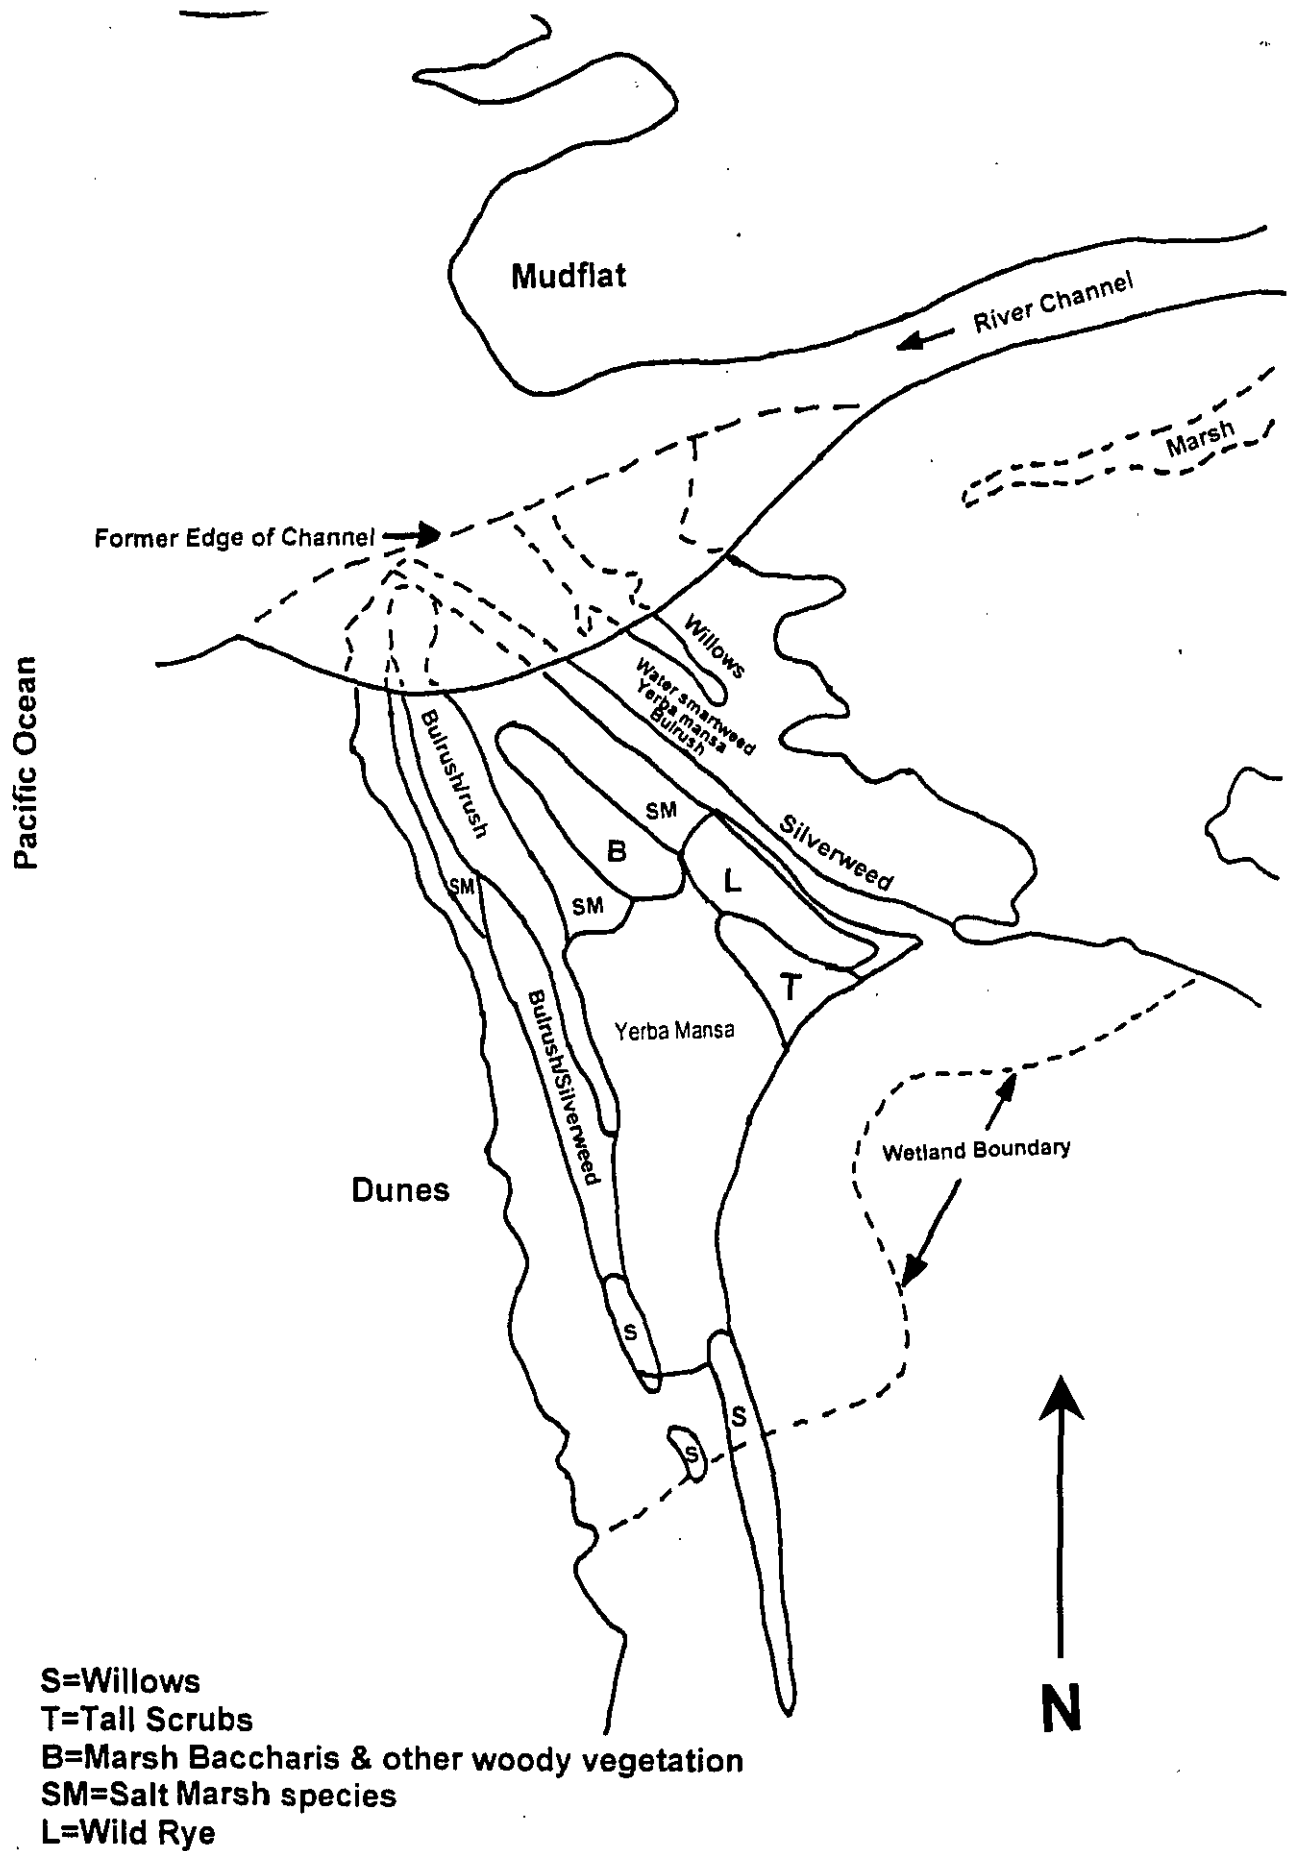 Mudflat
River Channel
Marsh
Former Edge of Channel
Pacific Ocean
Willows
Water smartweed
Yerba mansa
Bulrush
Bulrush/rush
SM
B
Silverweed
L
SM
SM
T
Bulrush/Silverweed
Yerba Mansa
Wetland Boundary
Dunes
S
S
S
N
S=Willows
T=Tall Scrubs
B=Marsh Baccharis & other woody vegetation
SM=Salt Marsh species
L=Wild Rye